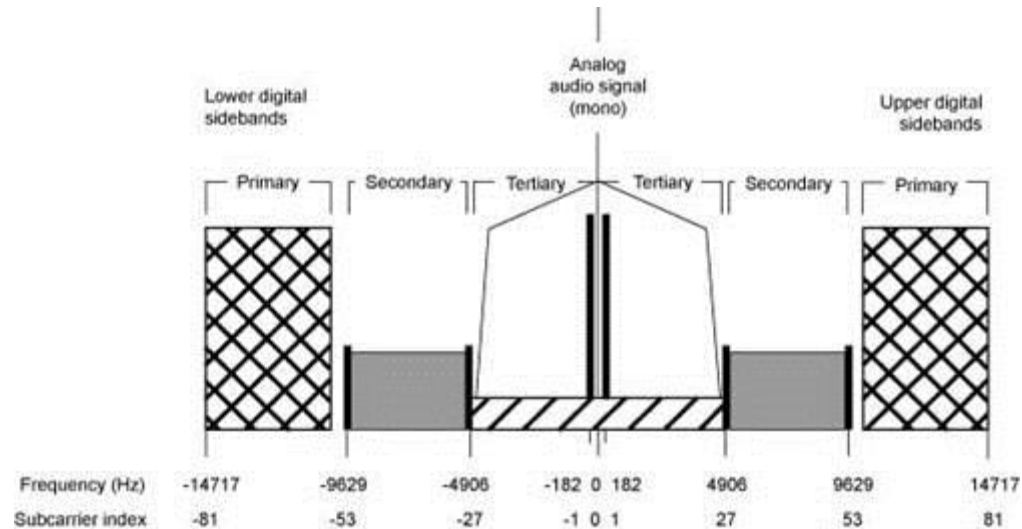 Analog
audio signal
(mono)
Lower digital
sidebands
Upper digital
sidebands
Primary Secondary Tertiary Tertiary Secondary Primary
Frequency (Hz) -14717 -9629 -4906 -182 0 182 4906 9629 14717
Subcarrier index -81 -53 -27 -1 0 1 27 53 81